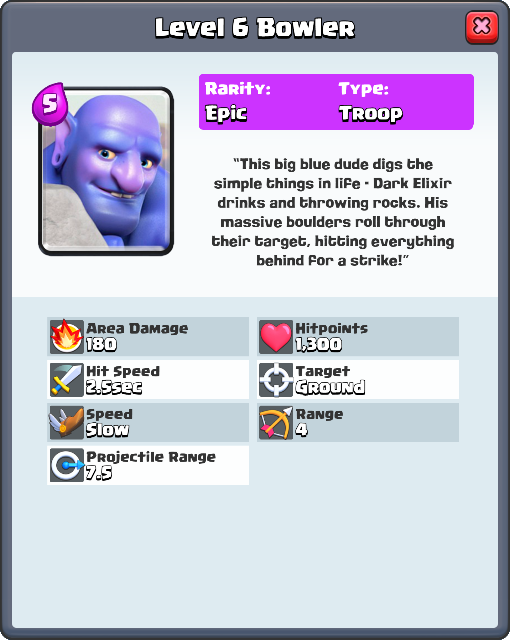 Level 6 Bowler
5
Rarity: Type:
Epic Troop
"This big blue dude digs the
simple things in life - Dark Elixir
drinks and throwing rocks. His
massive boulders roll through
their target, hitting everything
behind for a strike!"
Area Damage Hitpoints
180 1,300
Hit Speed Target
2.5sec Ground
Speed Range
Slow 4
Projectile Range
7.5